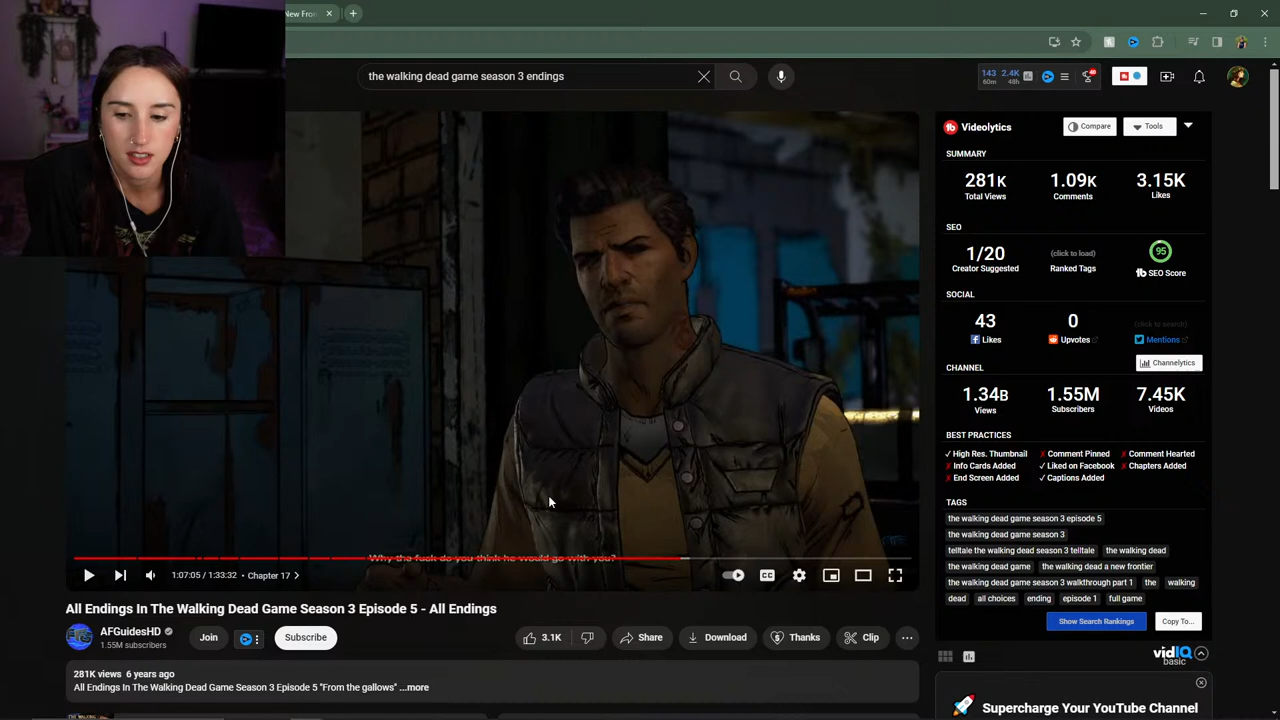 New Fron
the walking dead game season 3 endings
143 2.4K
60m 48h
Why the fuck do you think he would go with you?
1:07:05 / 1:33:32 • Chapter 17
CC
All Endings In The Walking Dead Game Season 3 Episode 5 - All Endings
AFGuidesHD
1.55M subscribers
Join
Subscribe
3.1K
Share
Download
Thanks
Clip
281K views 6 years ago
All Endings In The Walking Dead Game Season 3 Episode 5 "From the gallows" ...more
tb Videolytics
Compare
Tools
SUMMARY
281K 1.09K 3.15K
Total Views Comments Likes
SEO
1/20 (click to load) 95
Creator Suggested Ranked Tags tb SEO Score
SOCIAL
43 0 (click to search)
Likes Upvotes Mentions
CHANNEL
Channelytics
1.34B 1.55M 7.45K
Views Subscribers Videos
BEST PRACTICES
High Res. Thumbnail Comment Pinned Comment Hearted
Info Cards Added Liked on Facebook Chapters Added
End Screen Added Captions Added
TAGS
the walking dead game season 3 episode 5
the walking dead game season 3
telltale the walking dead season 3 telltale the walking dead
the walking dead game the walking dead a new frontier
the walking dead game season 3 walkthrough part 1 the walking
dead all choices ending episode 1 full game
Show Search Rankings
Copy To...
vidIQ
basic
Supercharge Your YouTube Channel